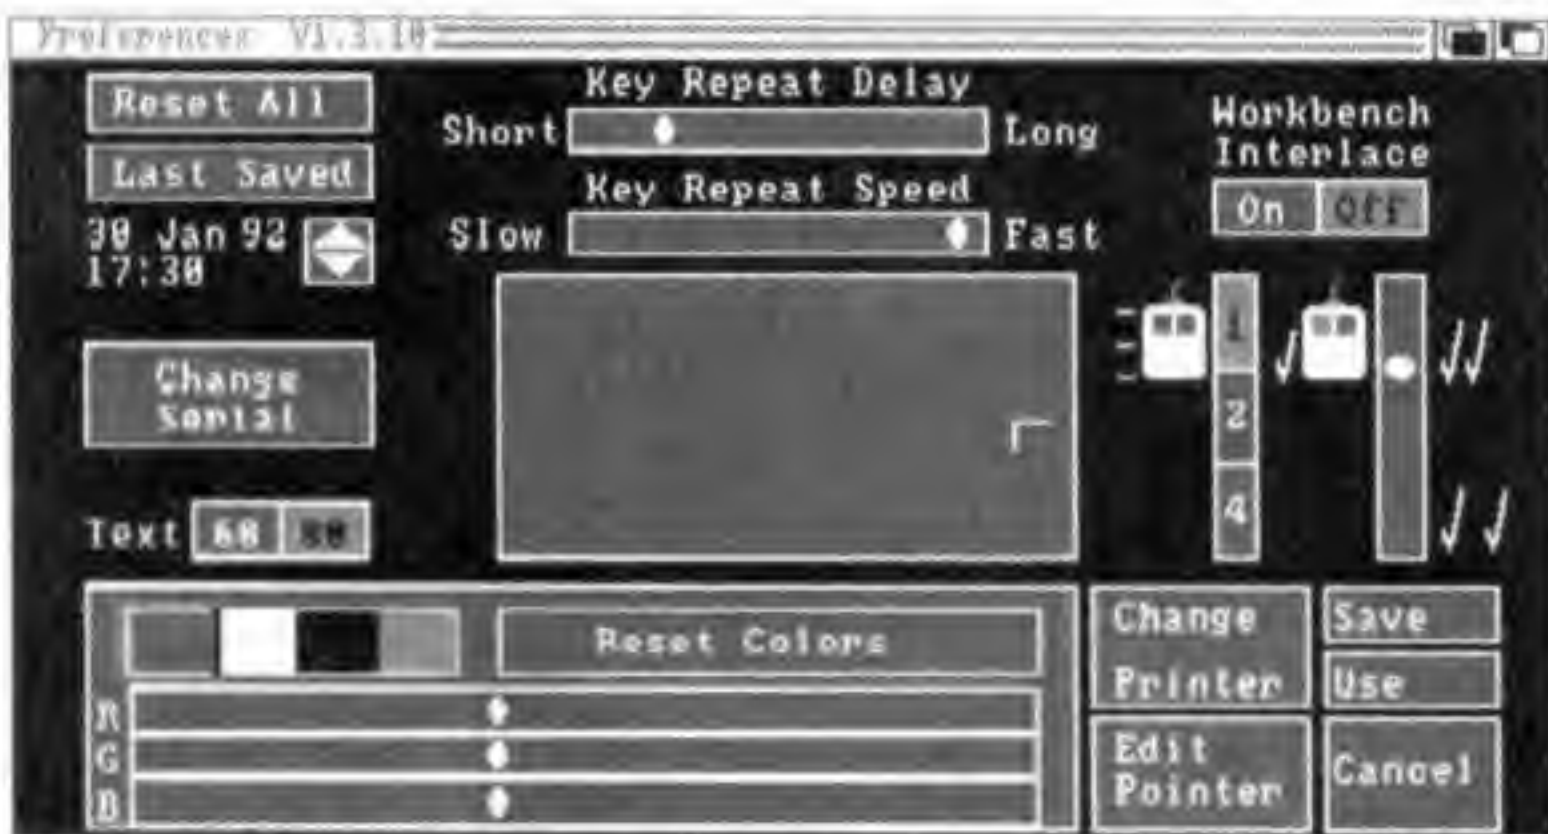 Preferences V1.3.10
Reset All
Last Saved
30 Jan 92
17:30
Key Repeat Delay
Short
Long
Key Repeat Speed
Slow
Fast
Workbench
Interlace
On
Off
Change
Serial
1
2
4
Text
60
80
Reset Colors
R
G
B
Change
Printer
Edit
Pointer
Save
Use
Cancel